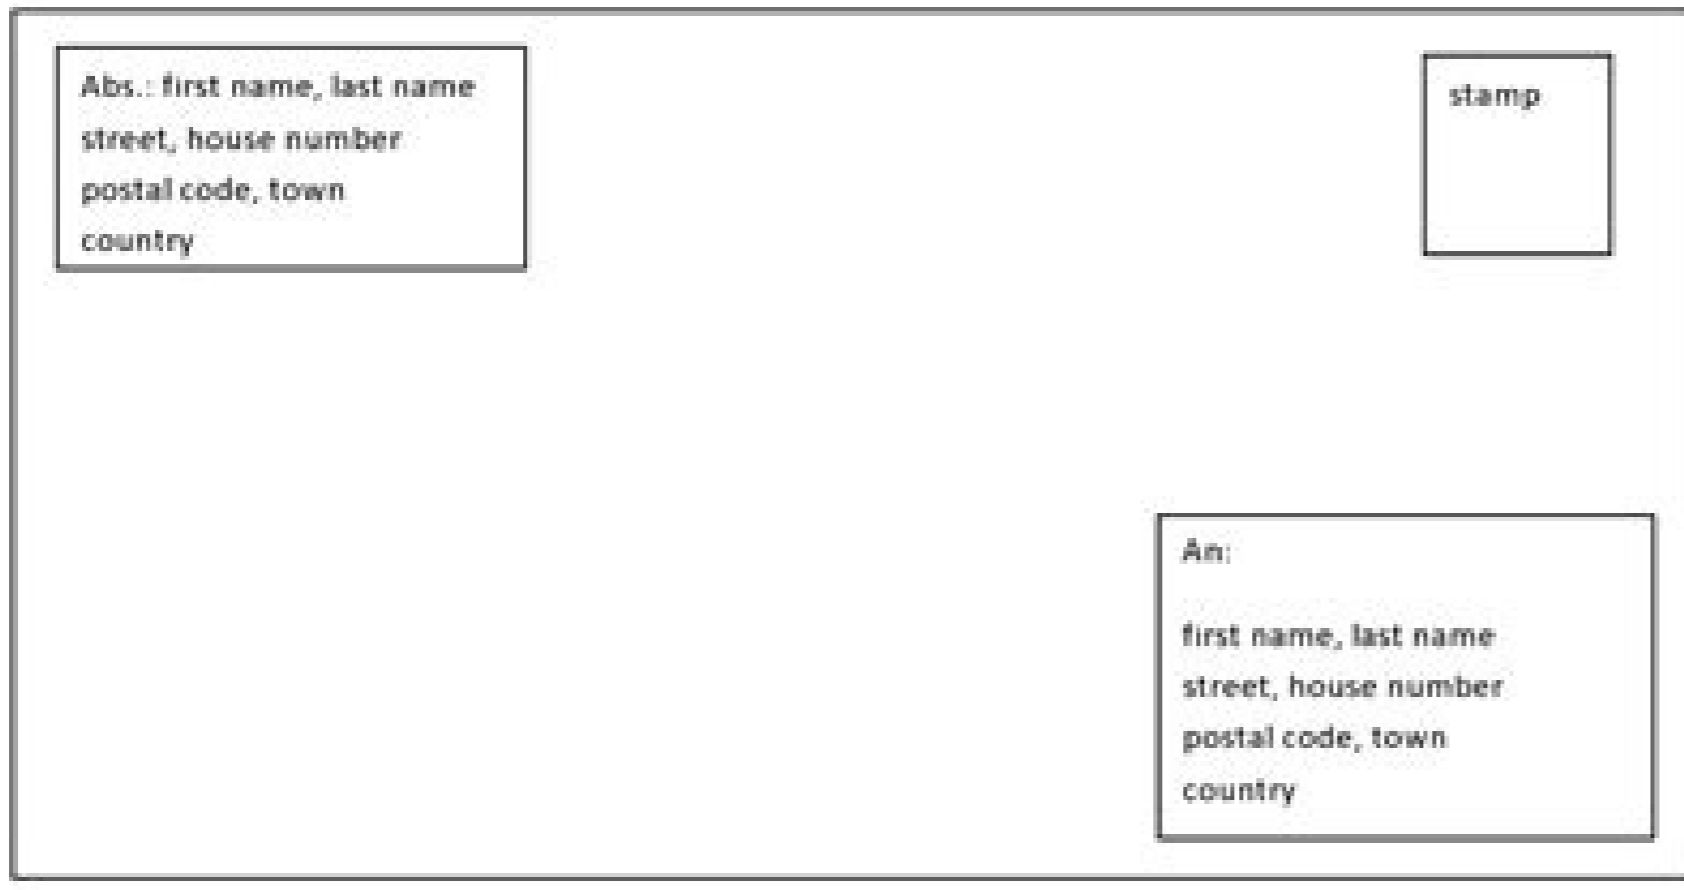 Abs.: first name, last name
street, house number
postal code, town
country
stamp
An:
first name, last name
street, house number
postal code, town
country